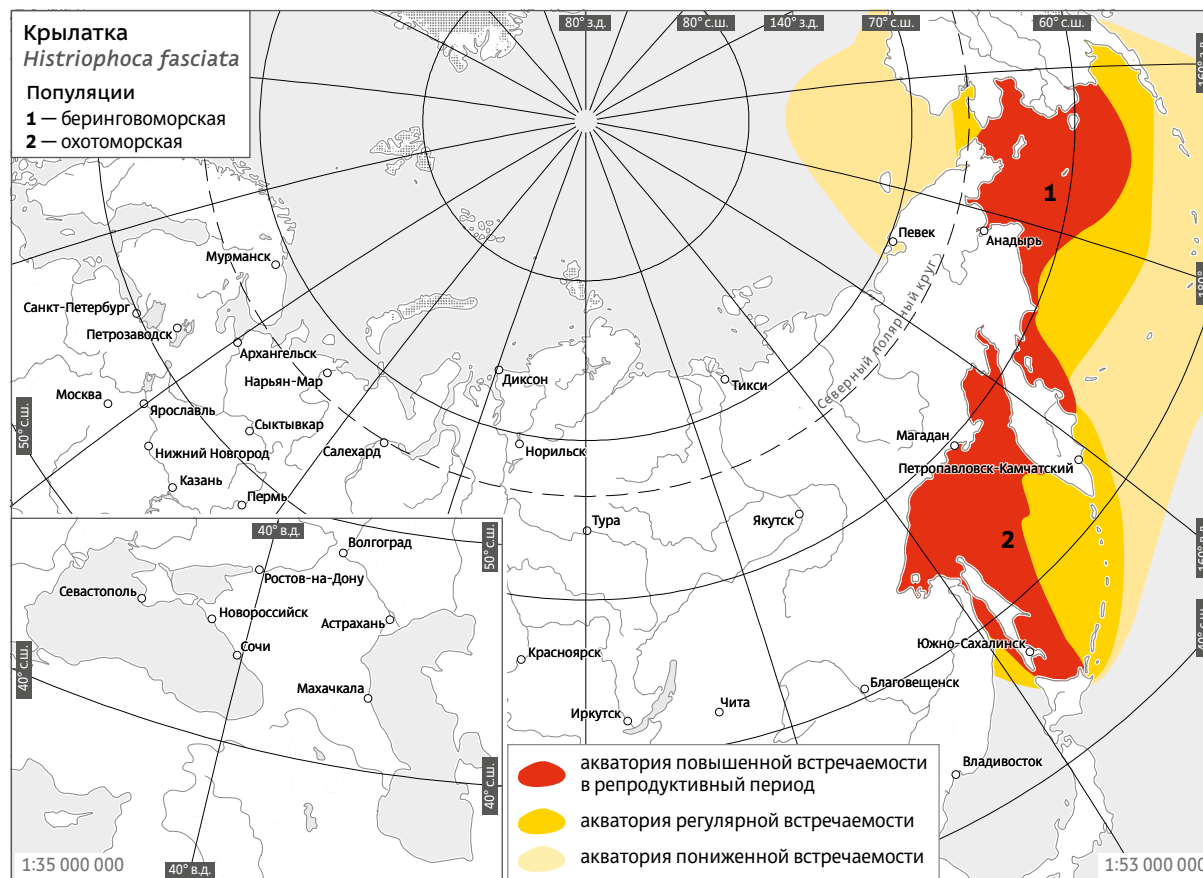 Крылатка
Histriophoca fasciata
Популяции
1 — беринговоморская
2 — охотоморская
80° з.д.
80° с.ш.
140° з.д.
70° с.ш.
60° с.ш.
160° з.д.
1
Певек
Анадырь
180°
Мурманск
Северный полярный круг
Санкт-Петербург
Петрозаводск
Архангельск
Нарьян-Мар
Диксон
Тикси
Москва
Ярославль
50° с.ш.
Сыктывкар
Салехард
Норильск
Магадан
Нижний Новгород
Петропавловск-Камчатский
Казань
Пермь
Тура
Якутск
2
160° в.д.
40° в.д.
50° с.ш.
Волгоград
Ростов-на-Дону
Севастополь
Новороссийск
Астрахань
Сочи
40° с.ш.
Махачкала
40° с.ш.
40° в.д.
1:35 000 000
Красноярск
Южно-Сахалинск
40° с.ш.
Благовещенск
Иркутск
Чита
Владивосток
акватория повышенной встречаемости
в репродуктивный период
акватория регулярной встречаемости
акватория пониженной встречаемости
1:53 000 000